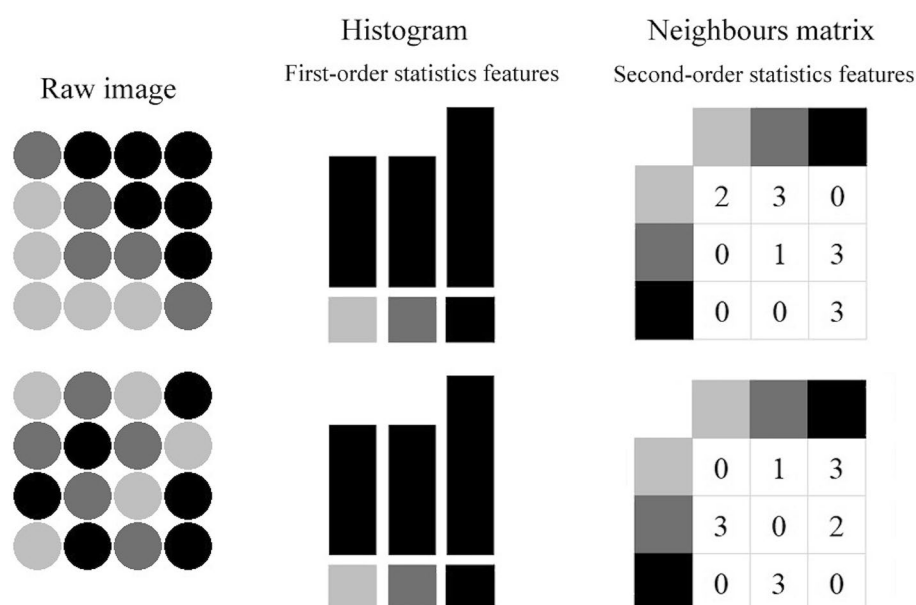 Raw image
Histogram
First-order statistics features
Neighbours matrix
Second-order statistics features
2 3 0
0 1 3
0 0 3
0 1 3
3 0 2
0 3 0